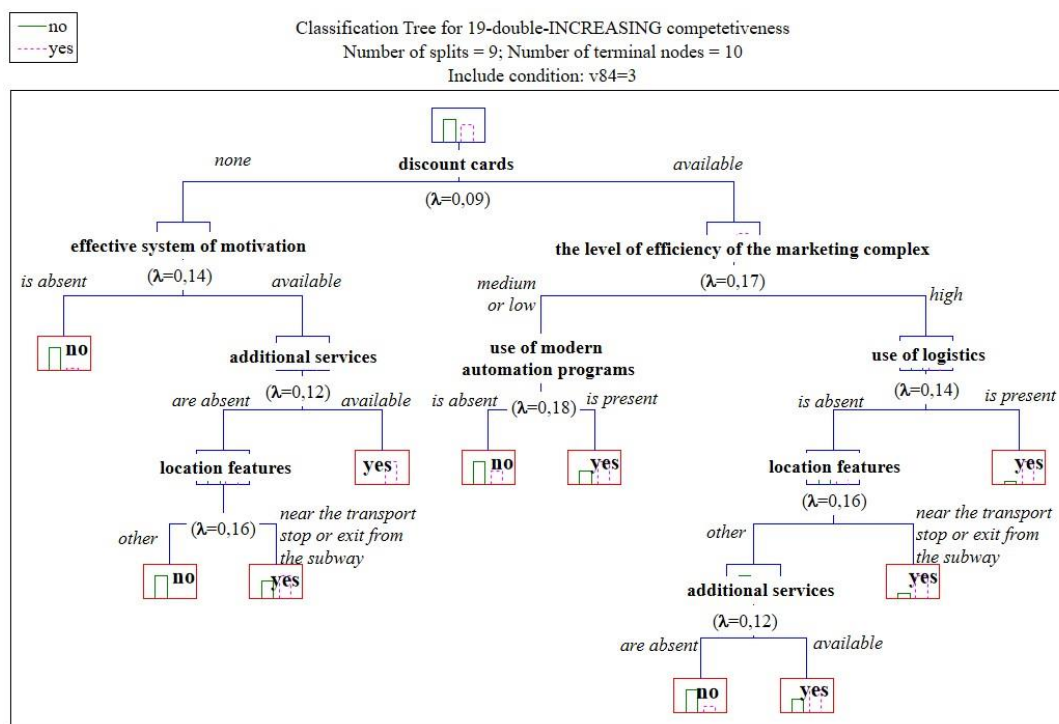 no
yes
Classification Tree for 19-double-INCREASING competetiveness
Number of splits = 9; Number of terminal nodes = 10
Include condition: v84=3
none
discount cards
available
(λ=0,09)
effective system of motivation
the level of efficiency of the marketing complex
is absent
(λ=0,14)
available
medium
or low
(λ=0,17)
high
no
additional services
use of modern
automation programs
use of logistics
are absent
(λ=0,12)
available
is absent
(λ=0,18)
is present
is absent
(λ=0,14)
is present
location features
yes
no
yes
location features
yes
other
(λ=0,16)
near the transport
stop or exit from
the subway
other
(λ=0,16)
near the transport
stop or exit from
the subway
no
yes
additional services
yes
are absent
(λ=0,12)
available
no
yes